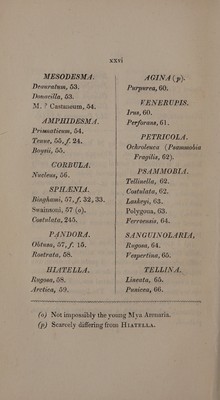 xxvi
MESODESMA.
Deauratum, 53.
Donacilla, 53.
M. ? Castaneum, 54.
AMPHIDESMA.
Prismaticum, 54.
Tenue, 55, f. 24.
Boysii, 55.
CORBULA.
Nucleus, 56.
SPHÆNIA.
Binghami, 57, f. 32, 33.
Swainsoni, 57 (o).
Costulata, 245.
PANDORA.
Obtusa, 57, f. 15.
Rostrata, 58.
HIATELLA.
Rugosa, 58.
Arctica, 59.
AGINA (p).
Purpurea, 60.
VENERUPIS.
Irus, 60.
Perforans, 61.
PETRICOLA.
Ochroleuca (Psammobia
Fragilis, 62).
PSAMMOBIA.
Tellinella, 62.
Costulata, 62.
Laskeyi, 63.
Polygona, 63.
Ferroensis, 64.
SANGUINOLARIA.
Rugosa, 64.
Vespertina, 65.
TELLINA.
Lineata, 65.
Punicea, 66.
(o) Not impossibly the young Mya Arenaria.
(p) Scarcely differing from HIATELLA.